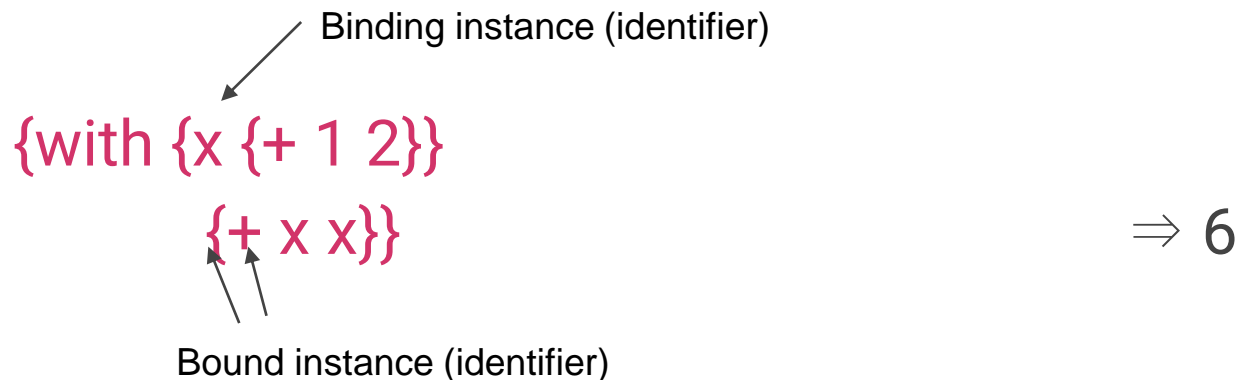 Binding instance (identifier)
{with {x {+ 1 2}}
{+ x x}} ⇒ 6
Bound instance (identifier)